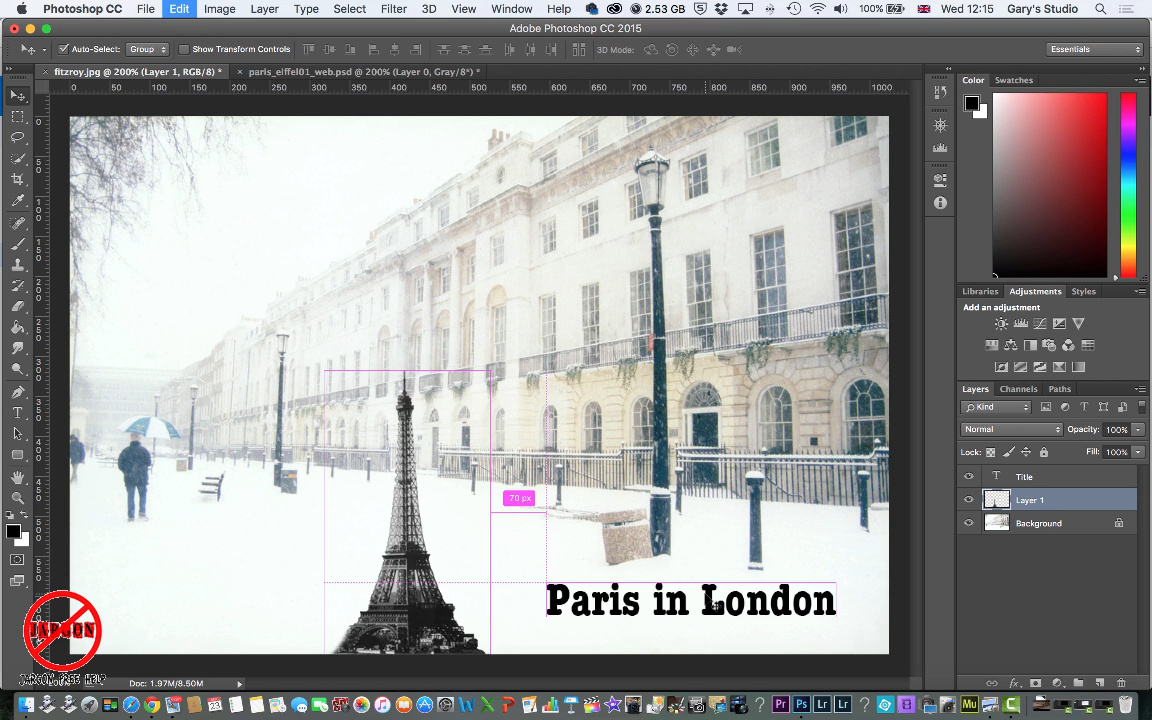 Photoshop CC File Edit Image Layer Type Select Filter 3D View Window Help 2.53 GB 100% Wed 12:15 Gary's Studio
Adobe Photoshop CC 2015
Auto-Select: Group Show Transform Controls 3D Mode: Essentials
× fitzroy.jpg @ 200% (Layer 1, RGB/8) * × paris_eiffel01_web.psd @ 200% (Layer 0, Gray/8*) *
0 50 100 150 200 250 300 350 400 450 500 550 600 650 700 750 800 850 900 950 1000
Color Swatches
Libraries Adjustments Styles
Add an adjustment
Layers Channels Paths
Kind
Normal Opacity: 100%
Lock: Fill: 100%
Title
Layer 1
Background
70 px
Paris in London
JARGON
JARGON FREE HELP
Doc: 1.97M/8.50M